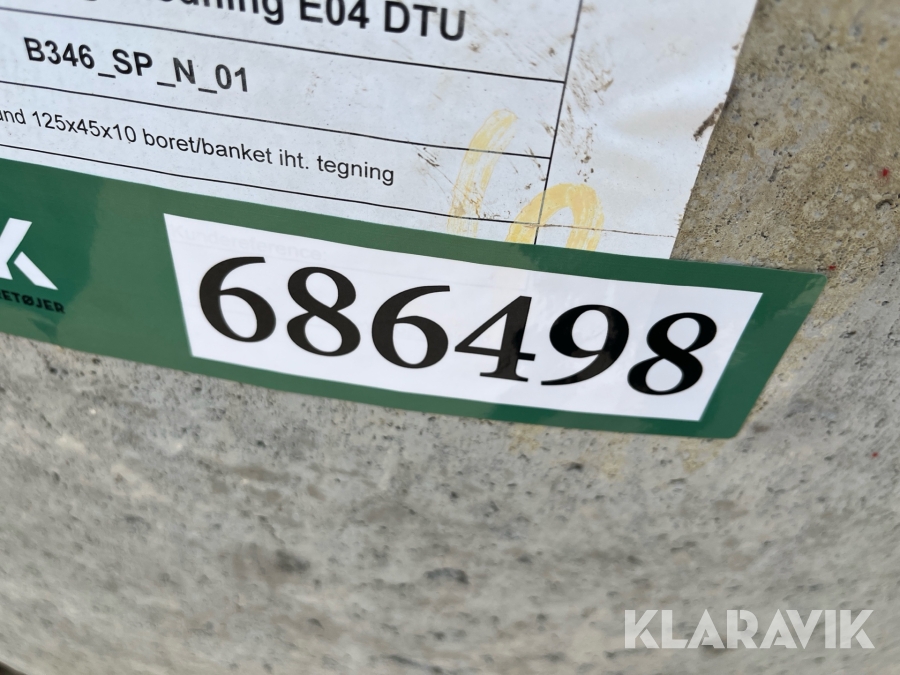 E04 DTU
B346_SP_N_01
125x45x10 boret/banket iht. tegning
K
686498
KLARAVIK